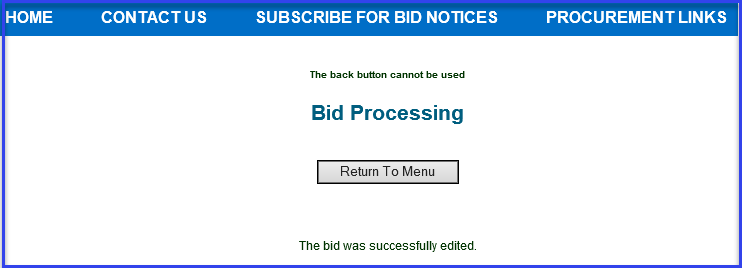 HOME CONTACT US SUBSCRIBE FOR BID NOTICES PROCUREMENT LINKS
The back button cannot be used
Bid Processing
Return To Menu
The bid was successfully edited.